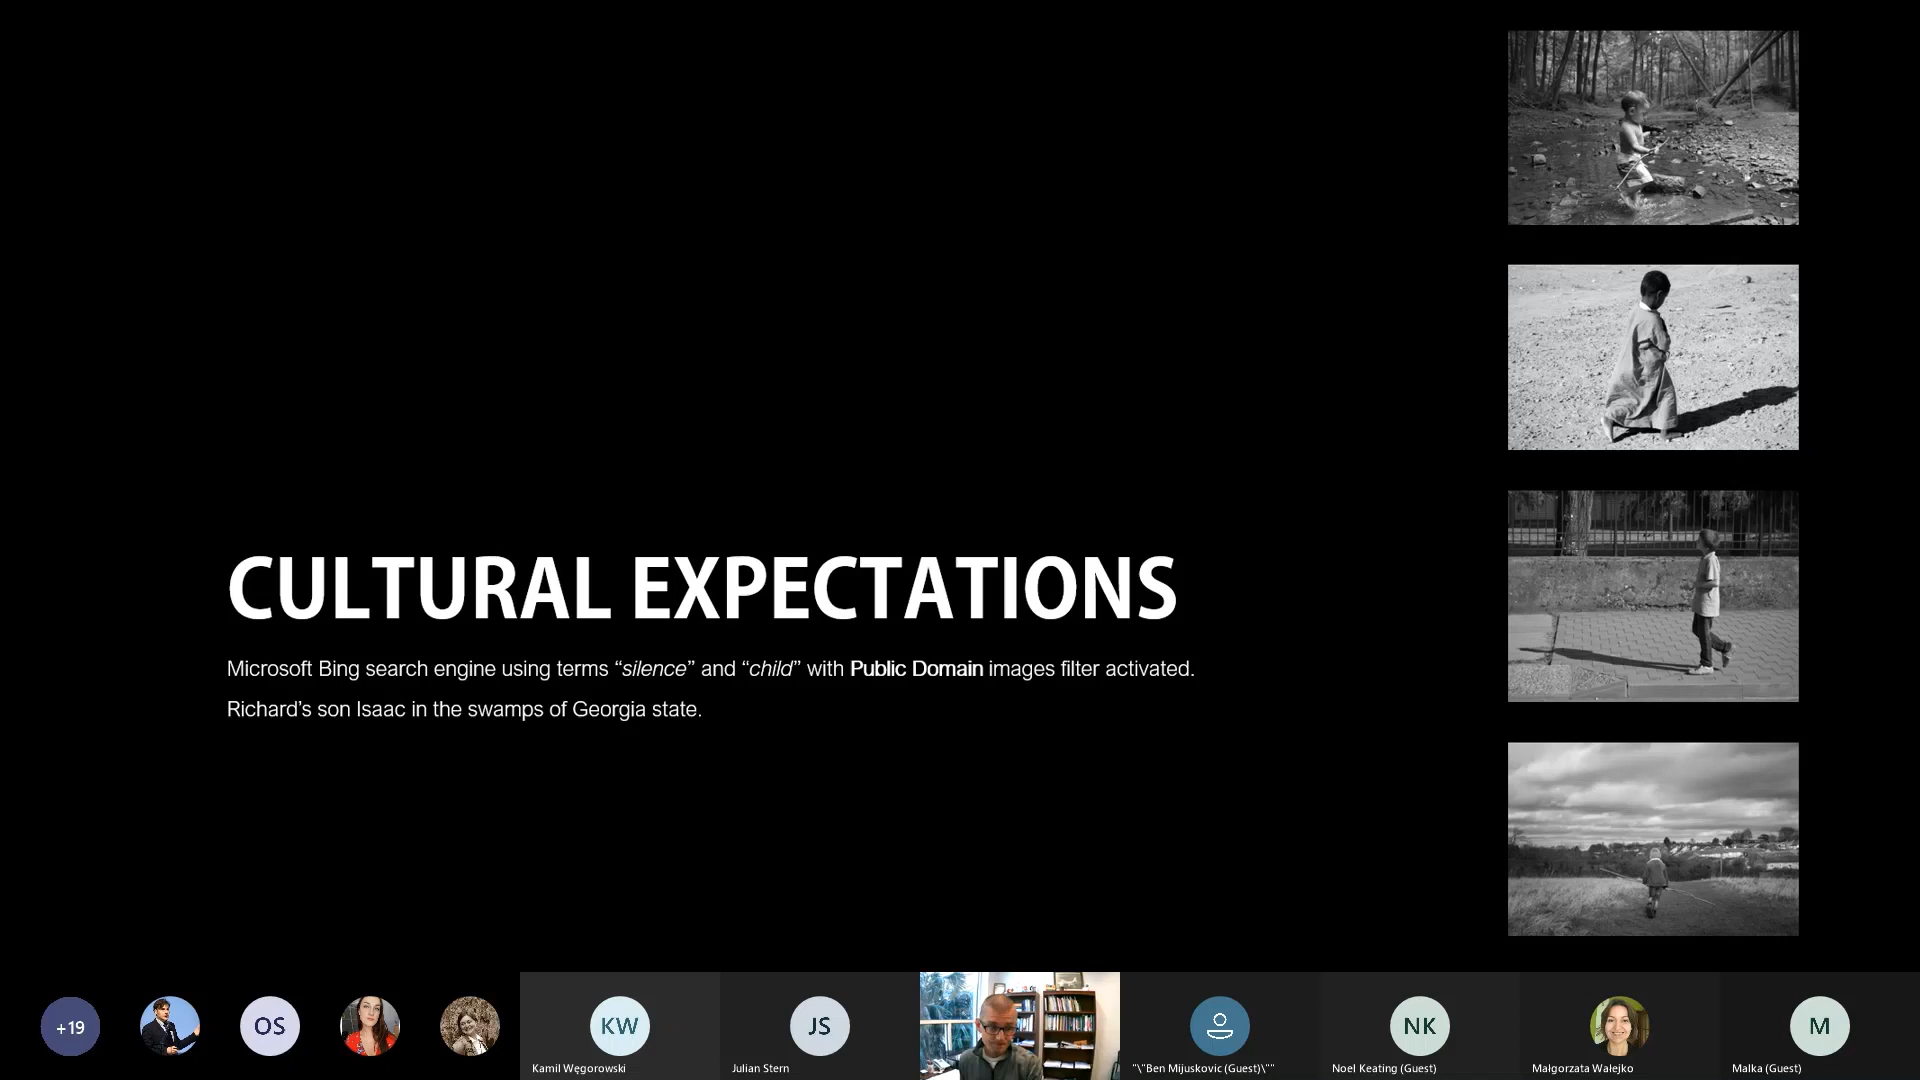 CULTURAL EXPECTATIONS
Microsoft Bing search engine using terms “silence” and “child” with Public Domain images filter activated.
Richard’s son Isaac in the swamps of Georgia state.
+19
OS
KW
Kamil Węgorowski
JS
Julian Stern
"\"Ben Mijuskovic (Guest)\""
NK
Noel Keating (Guest)
Małgorzata Wałejko
M
Malka (Guest)